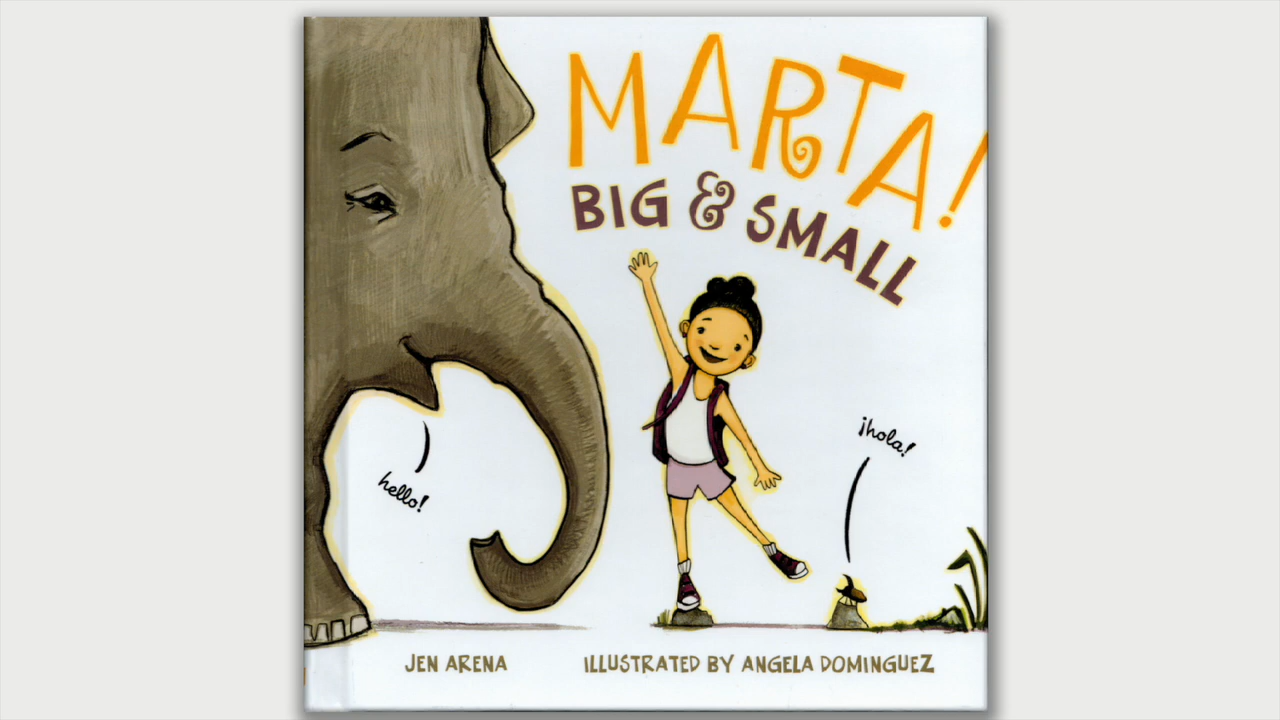 MARTA!
BIG & SMALL
¡hola!
hello!
JEN ARENA
ILLUSTRATED BY ANGELA DOMINGUEZ